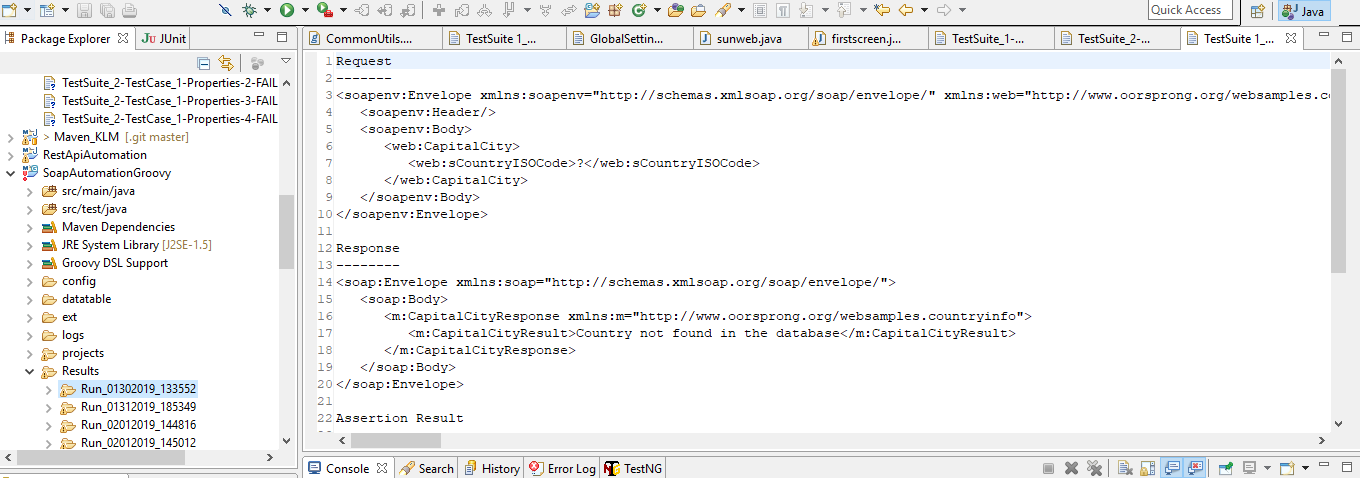 Quick Access
Java
Package Explorer
JUnit
TestSuite_2-TestCase_1-Properties-2-FAIL
TestSuite_2-TestCase_1-Properties-3-FAIL
TestSuite_2-TestCase_1-Properties-4-FAIL
> Maven_KLM [.git master]
RestApiAutomation
SoapAutomationGroovy
src/main/java
src/test/java
Maven Dependencies
JRE System Library [J2SE-1.5]
Groovy DSL Support
config
datatable
ext
logs
projects
Results
Run_01302019_133552
Run_01312019_185349
Run_02012019_144816
Run_02012019_145012
CommonUtils....
TestSuite 1_...
GlobalSettin...
sunweb.java
firstscreen.j...
TestSuite_1-...
TestSuite_2-...
TestSuite 1_...
1 Request
2 -------
3 <soapenv:Envelope xmlns:soapenv="http://schemas.xmlsoap.org/soap/envelope/" xmlns:web="http://www.oorsprong.org/websamples.co
4 <soapenv:Header/>
5 <soapenv:Body>
6 <web:CapitalCity>
7 <web:sCountryISOCode>?</web:sCountryISOCode>
8 </web:CapitalCity>
9 </soapenv:Body>
10 </soapenv:Envelope>
11
12 Response
13 --------
14 <soap:Envelope xmlns:soap="http://schemas.xmlsoap.org/soap/envelope/">
15 <soap:Body>
16 <m:CapitalCityResponse xmlns:m="http://www.oorsprong.org/websamples.countryinfo">
17 <m:CapitalCityResult>Country not found in the database</m:CapitalCityResult>
18 </m:CapitalCityResponse>
19 </soap:Body>
20 </soap:Envelope>
21
22 Assertion Result
Console
Search
History
Error Log
TestNG